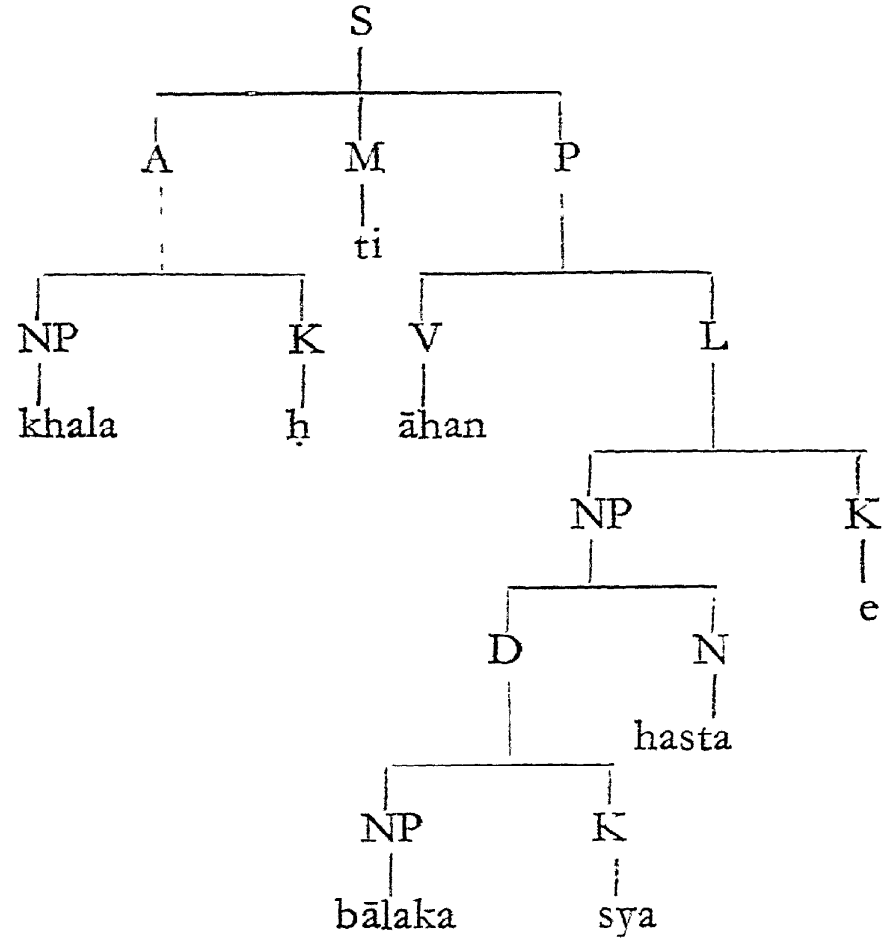 S
A M P
ti
NP K V L
khala ḥ āhan
NP K
e
D N
hasta
NP K
bālaka sya